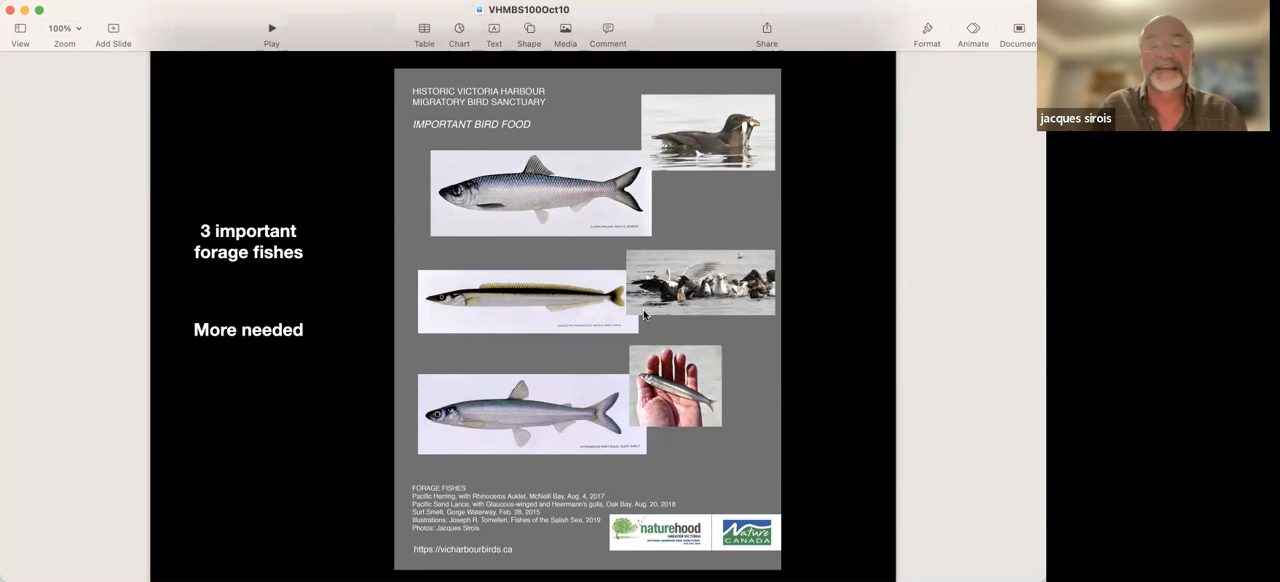 VHMBS100Oct10
100%
View
Zoom
Add Slide
Play
Table
Chart
Text
Shape
Media
Comment
Share
Format
Animate
Documen
jacques sirois
3 important
forage fishes
More needed
HISTORIC VICTORIA HARBOUR
MIGRATORY BIRD SANCTUARY
IMPORTANT BIRD FOOD
FORAGE FISHES
Pacific Herring, with Rhinoceros Auklet, McNeill Bay, Aug. 4, 2017
Pacific Sand Lance, with Glaucous-winged and Heermann's gulls, Oak Bay, Aug. 20, 2018
Surf Smelt, Gorge Waterway, Feb. 28, 2015
Illustrations: Joseph R. Tomelleri, Fishes of the Salish Sea, 2019
Photos: Jacques Sirois
https://vicharbourbirds.ca
naturehood
GREATER VICTORIA
Nature
CANADA